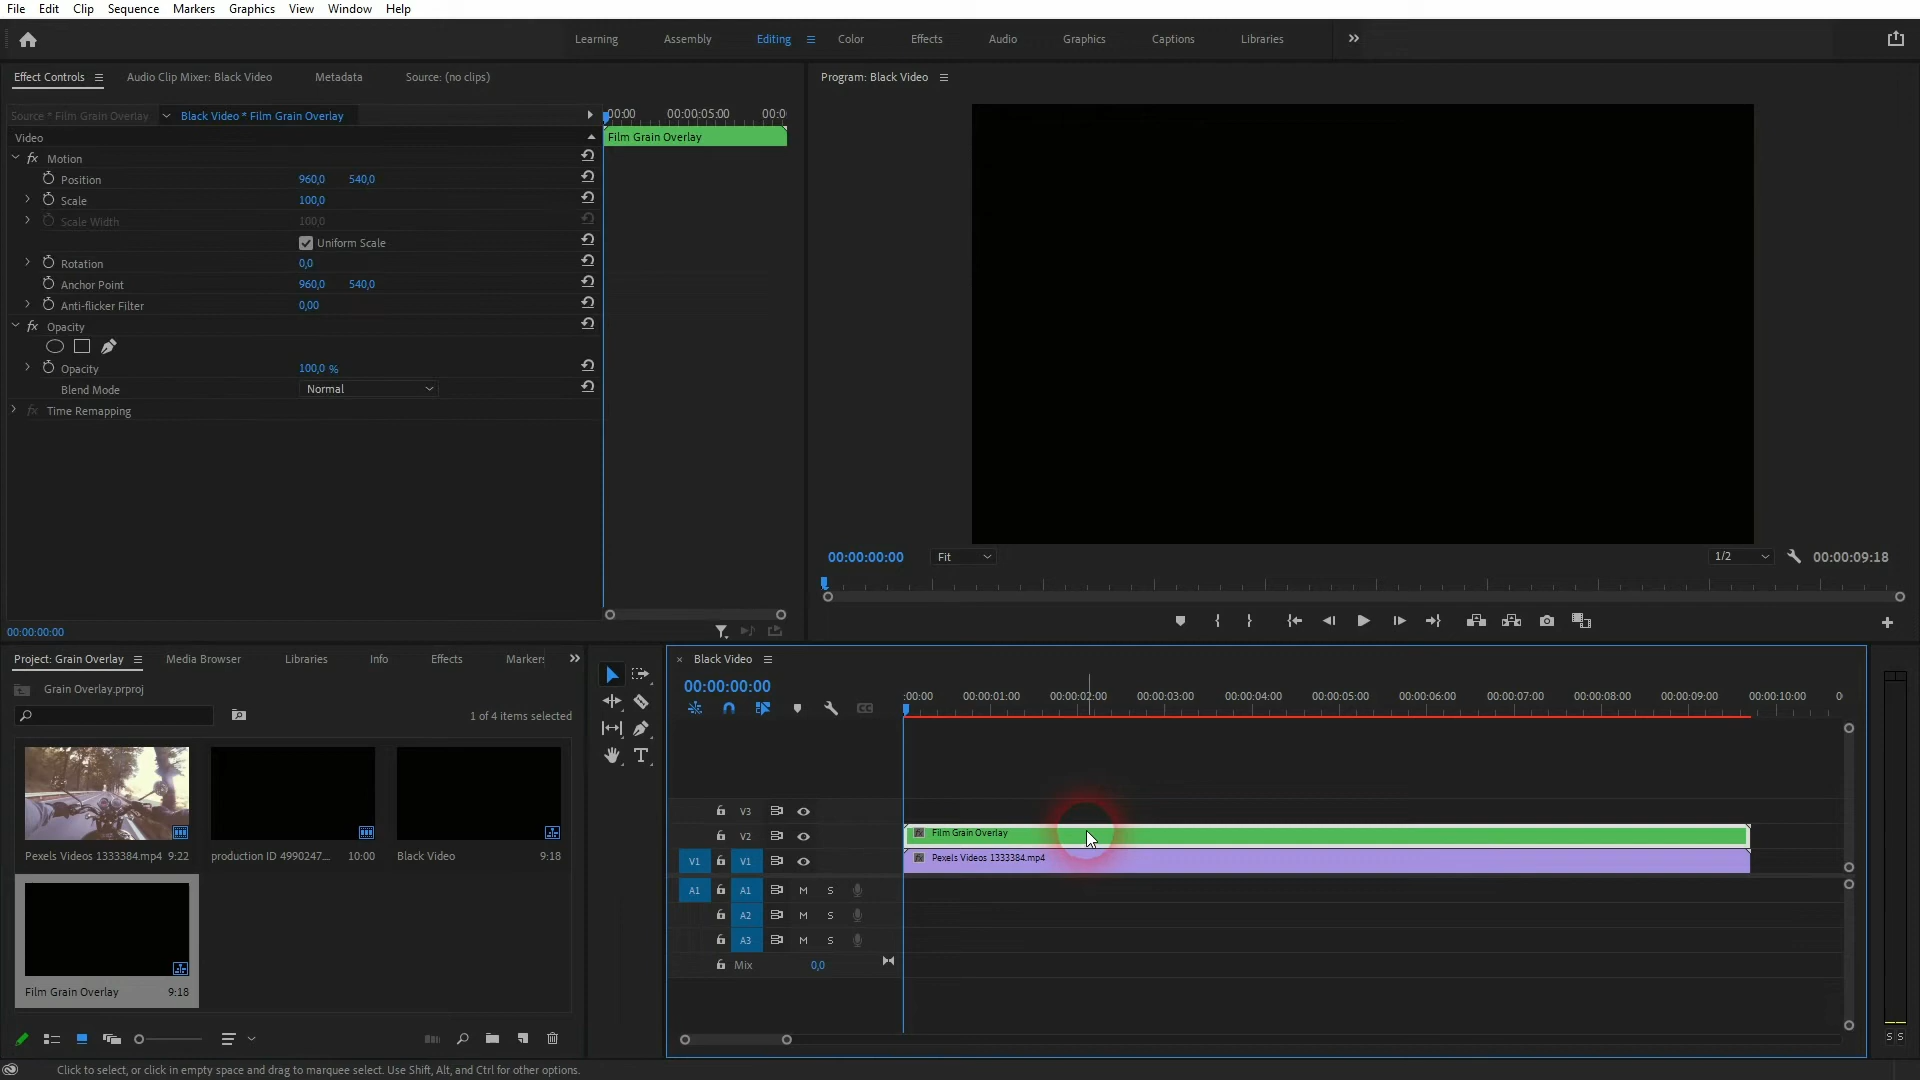 File Edit Clip Sequence Markers Graphics View Window Help
Learning Assembly Editing Color Effects Audio Graphics Captions Libraries
Effect Controls Audio Clip Mixer: Black Video Metadata Source: (no clips)
Program: Black Video
Source * Film Grain Overlay Black Video * Film Grain Overlay
:00:00 00:00:05:00 00:0
Video
Film Grain Overlay
fx Motion
Position 960,0 540,0
Scale 100,0
Scale Width 100,0
Uniform Scale
Rotation 0,0
Anchor Point 960,0 540,0
Anti-flicker Filter 0,00
fx Opacity
Opacity 100,0 %
Blend Mode Normal
fx Time Remapping
00:00:00:00 Fit 1/2 00:00:09:18
00:00:00:00
Project: Grain Overlay Media Browser Libraries Info Effects Markers
Grain Overlay.prproj
1 of 4 items selected
Pexels Videos 1333384.mp4 9:22
production ID 4990247... 10:00
Black Video 9:18
Film Grain Overlay 9:18
× Black Video
00:00:00:00
:00:00 00:00:01:00 00:00:02:00 00:00:03:00 00:00:04:00 00:00:05:00 00:00:06:00 00:00:07:00 00:00:08:00 00:00:09:00 00:00:10:00 0
V3
V2 fx Film Grain Overlay
V1 V1 fx Pexels Videos 1333384.mp4
A1 A1 M S
A2 M S
A3 M S
Mix 0,0
S S
Click to select, or click in empty space and drag to marquee select. Use Shift, Alt, and Ctrl for other options.